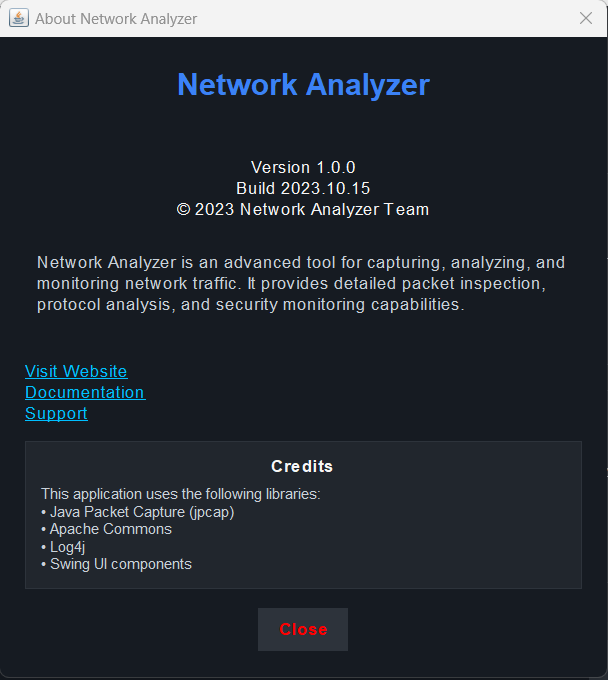 About Network Analyzer
Network Analyzer
Version 1.0.0
Build 2023.10.15
© 2023 Network Analyzer Team
Network Analyzer is an advanced tool for capturing, analyzing, and
monitoring network traffic. It provides detailed packet inspection,
protocol analysis, and security monitoring capabilities.
Visit Website
Documentation
Support
Credits
This application uses the following libraries:
• Java Packet Capture (jpcap)
• Apache Commons
• Log4j
• Swing UI components
Close